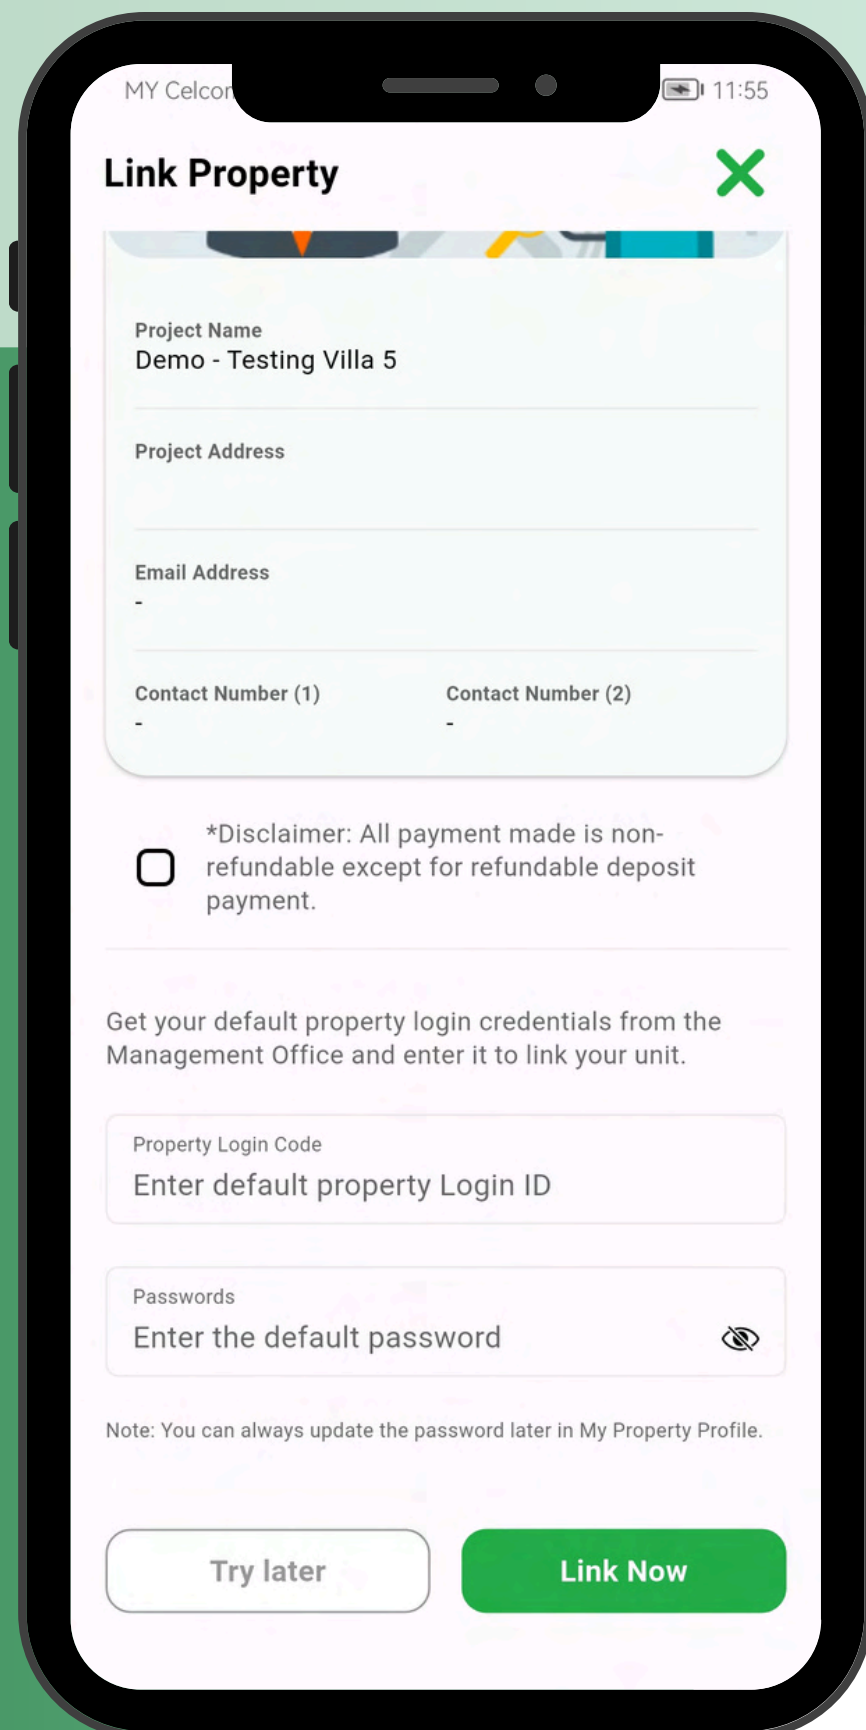 MY Celcom
11:55
Link Property
Project Name
Demo - Testing Villa 5
Project Address
Email Address
-
Contact Number (1)
Contact Number (2)
-
-
*Disclaimer: All payment made is non-
refundable except for refundable deposit
payment.
Get your default property login credentials from the
Management Office and enter it to link your unit.
Property Login Code
Enter default property Login ID
Passwords
Enter the default password
Note: You can always update the password later in My Property Profile.
Try later
Link Now